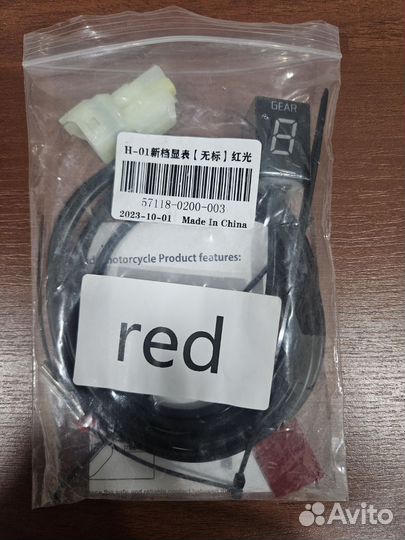 GEAR
8
H-01新档显表【无标】红光
57118-0200-003
2023-10-01 Made In China
motorcycle Product features:
red
Avito